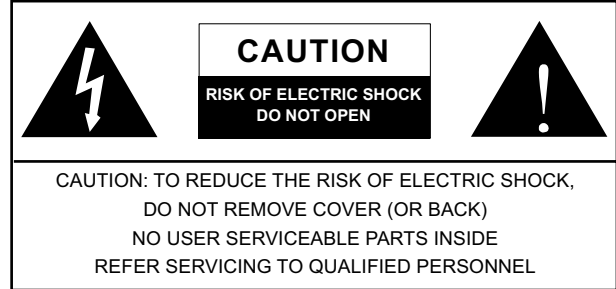 CAUTION
RISK OF ELECTRIC SHOCK
DO NOT OPEN
!
CAUTION: TO REDUCE THE RISK OF ELECTRIC SHOCK,
DO NOT REMOVE COVER (OR BACK)
NO USER SERVICEABLE PARTS INSIDE
REFER SERVICING TO QUALIFIED PERSONNEL